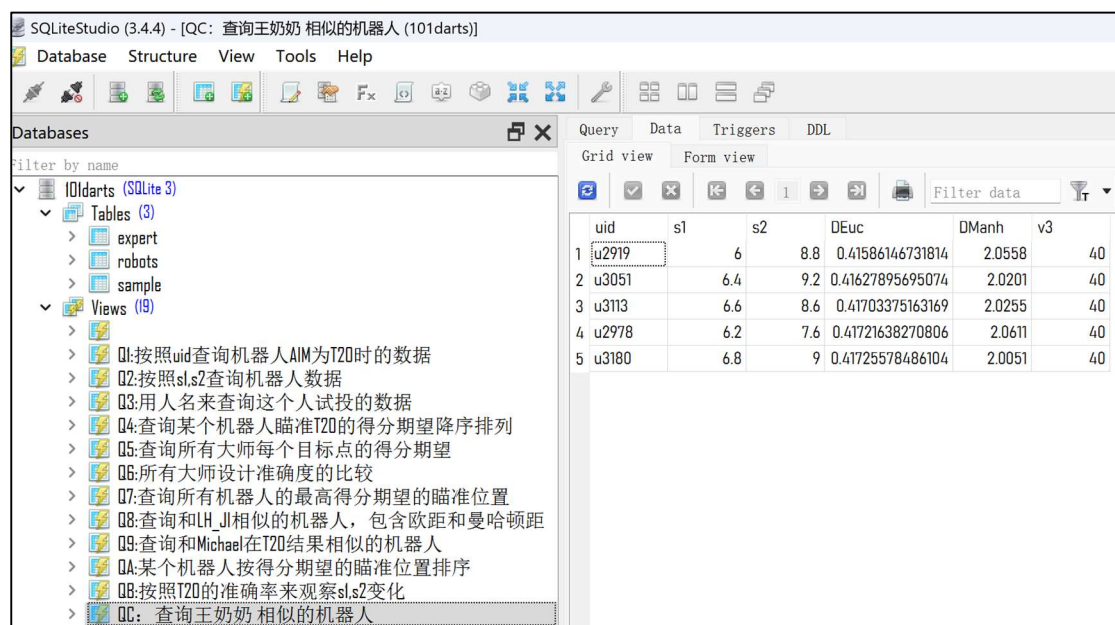 SQLiteStudio (3.4.4) - [QC: 查询王奶奶 相似的机器人 (101darts)]
Database Structure View Tools Help
Databases
Filter by name
101darts (SQLite 3)
Tables (3)
expert
robots
sample
Views (19)
Q1:按照uid查询机器人AIM为T20时的数据
Q2:按照s1,s2查询机器人数据
Q3:用人名来查询这个人试投的数据
Q4:查询某个机器人瞄准T20的得分期望降序排列
Q5:查询所有大师每个目标点的得分期望
Q6:所有大师设计准确度的比较
Q7:查询所有机器人的最高得分期望的瞄准位置
Q8:查询和LH_JI相似的机器人，包含欧距和曼哈顿距
Q9:查询和Michael在T20结果相似的机器人
QA:某个机器人按得分期望的瞄准位置排序
QB:按照T20的准确率来观察s1,s2变化
QC: 查询王奶奶 相似的机器人
Query Data Triggers DDL
Grid view Form view
1 Filter data
uid s1 s2 DEuc DManh v3
1 u2919 6 8.8 0.41586146731814 2.0558 40
2 u3051 6.4 9.2 0.41627895695074 2.0201 40
3 u3113 6.6 8.6 0.41703375163169 2.0255 40
4 u2978 6.2 7.6 0.41721638270806 2.0611 40
5 u3180 6.8 9 0.41725578486104 2.0051 40